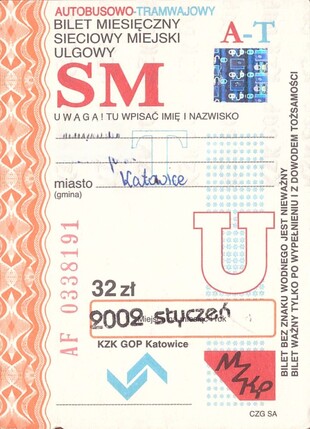 AUTOBUSOWO-TRAMWAJOWY
BILET MIESIĘCZNY
SIECIOWY MIEJSKI
ULGOWY
A-T
SM
UWAGA! TU WPISAĆ IMIĘ I NAZWISKO
T
miasto Katowice
(gmina)
U
AF 0338191
32 zł
2002 styczeń
KZK GOP Katowice
MZKP
CZG SA
BILET BEZ ZNAKU WODNEGO JEST NIEWAŻNY
BILET WAŻNY TYLKO PO WYPEŁNIENIU I Z DOWODEM TOŻSAMOŚCI